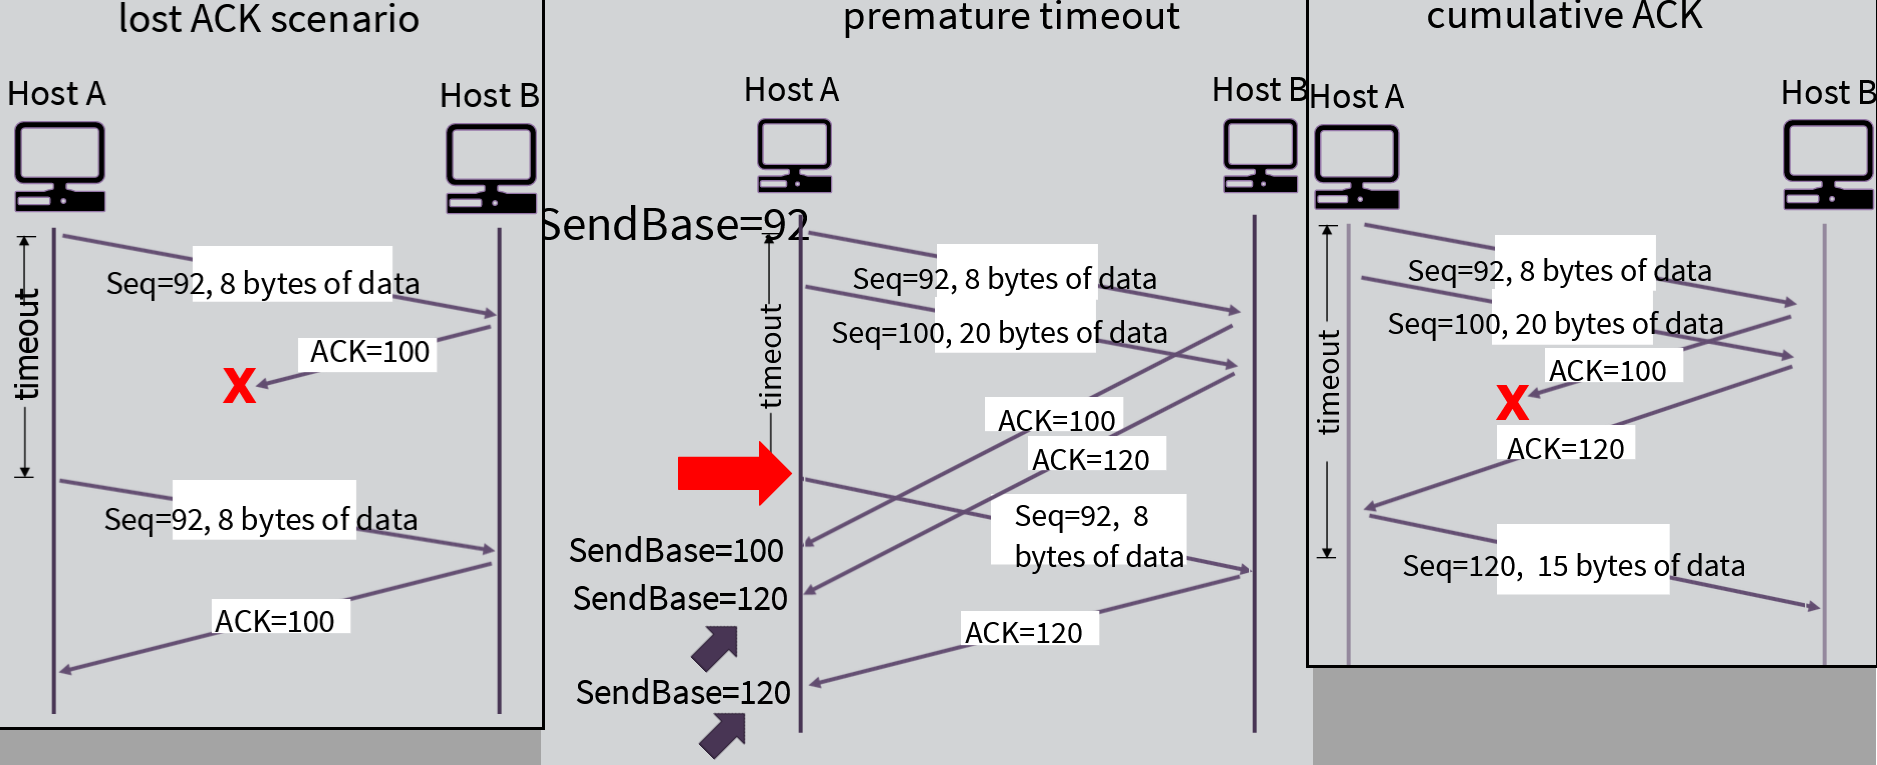 lost ACK scenario
Host A
Host B
timeout
Seq=92, 8 bytes of data
ACK=100
X
Seq=92, 8 bytes of data
ACK=100
premature timeout
Host A
Host B
SendBase=92
timeout
Seq=92, 8 bytes of data
Seq=100, 20 bytes of data
ACK=100
ACK=120
Seq=92, 8
bytes of data
SendBase=100
SendBase=120
ACK=120
SendBase=120
cumulative ACK
Host A
Host B
timeout
Seq=92, 8 bytes of data
Seq=100, 20 bytes of data
ACK=100
X
ACK=120
Seq=120, 15 bytes of data